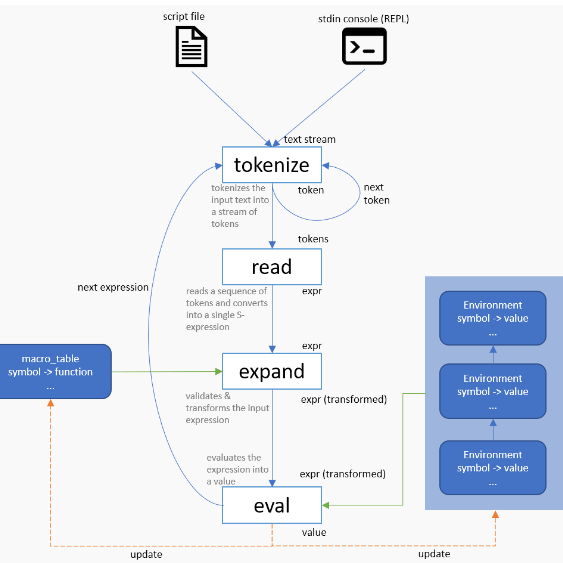 script file
stdin console (REPL)
text stream
tokenize
token
next
token
tokenizes the
input text into
a stream of
tokens
tokens
read
expr
next expression
reads a sequence of
tokens and converts
into a single S-
expression
Environment
symbol -> value
...
expr
macro_table
symbol -> function
...
expand
Environment
symbol -> value
...
validates &
transforms the input
expression
expr (transformed)
evaluates the
expression into
a value
expr (transformed)
Environment
symbol -> value
...
eval
value
update
update